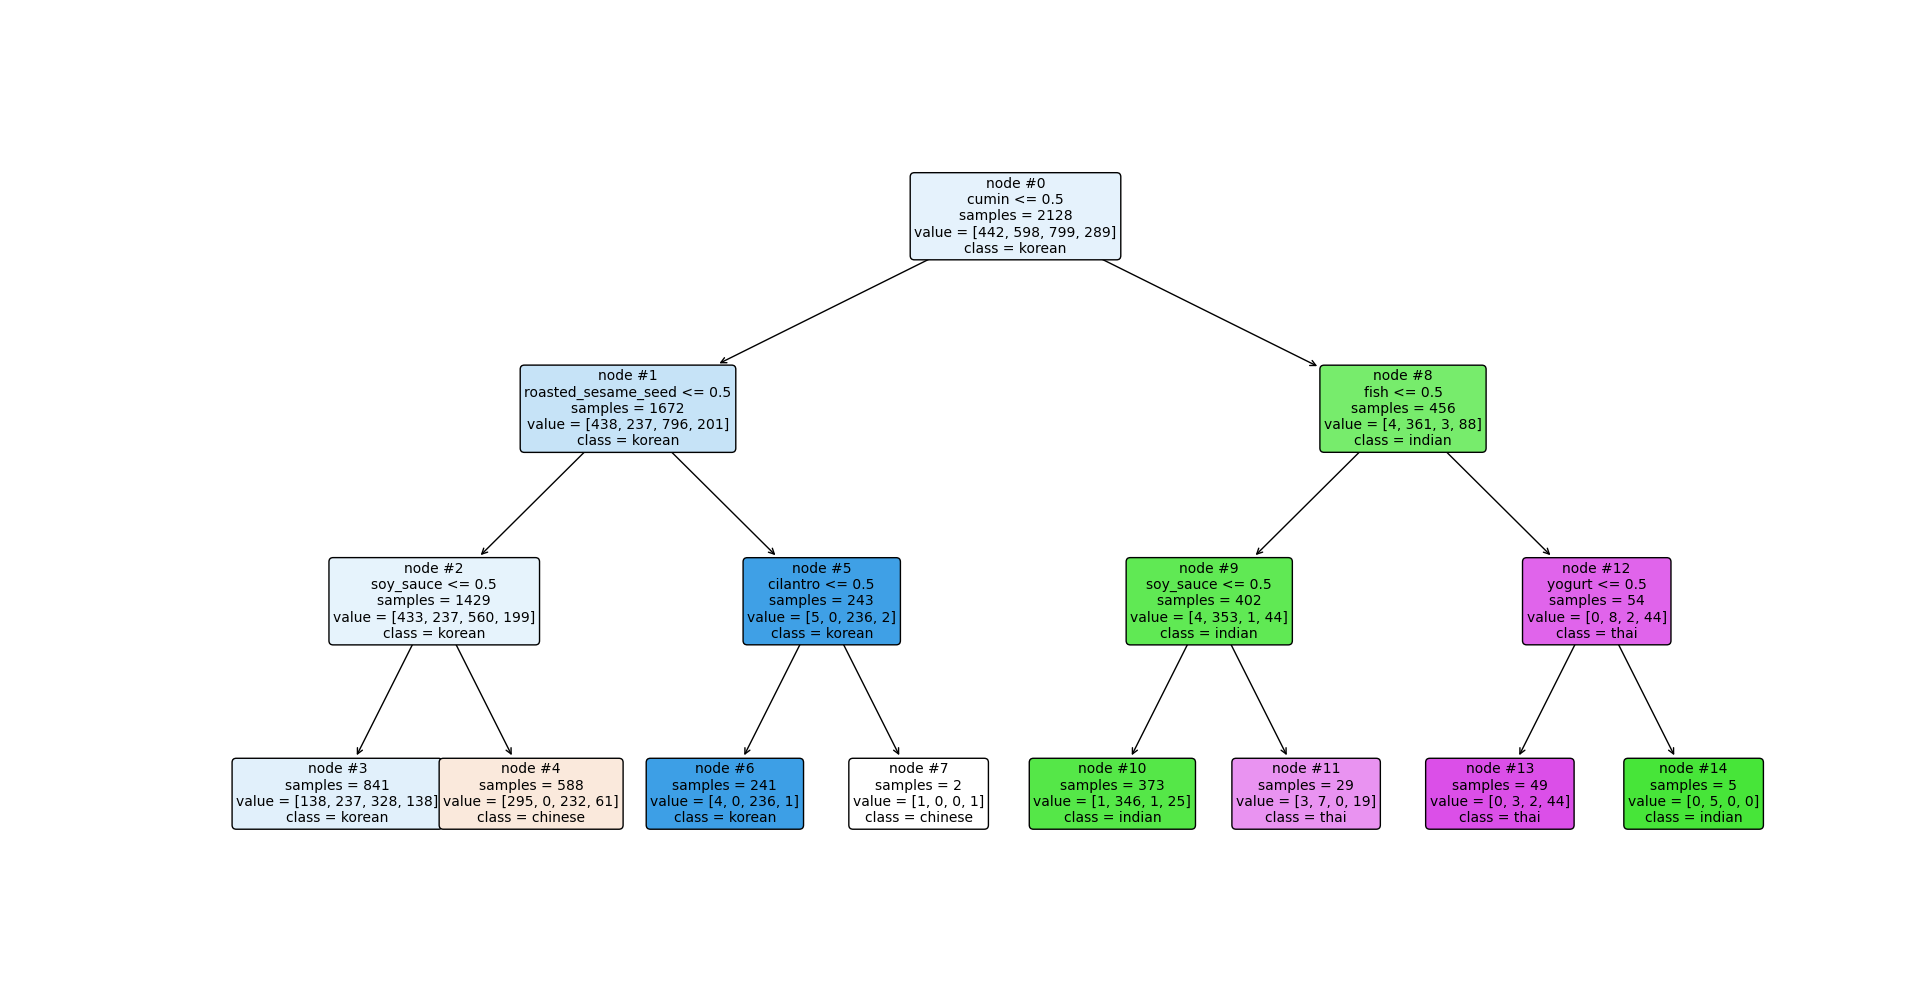 node #0
cumin <= 0.5
samples = 2128
value = [442, 598, 799, 289]
class = korean
node #1
roasted_sesame_seed <= 0.5
samples = 1672
value = [438, 237, 796, 201]
class = korean
node #8
fish <= 0.5
samples = 456
value = [4, 361, 3, 88]
class = indian
node #2
soy_sauce <= 0.5
samples = 1429
value = [433, 237, 560, 199]
class = korean
node #5
cilantro <= 0.5
samples = 243
value = [5, 0, 236, 2]
class = korean
node #9
soy_sauce <= 0.5
samples = 402
value = [4, 353, 1, 44]
class = indian
node #12
yogurt <= 0.5
samples = 54
value = [0, 8, 2, 44]
class = thai
node #3
samples = 841
value = [138, 237, 328, 138]
class = korean
node #4
samples = 588
value = [295, 0, 232, 61]
class = chinese
node #6
samples = 241
value = [4, 0, 236, 1]
class = korean
node #7
samples = 2
value = [1, 0, 0, 1]
class = chinese
node #10
samples = 373
value = [1, 346, 1, 25]
class = indian
node #11
samples = 29
value = [3, 7, 0, 19]
class = thai
node #13
samples = 49
value = [0, 3, 2, 44]
class = thai
node #14
samples = 5
value = [0, 5, 0, 0]
class = indian